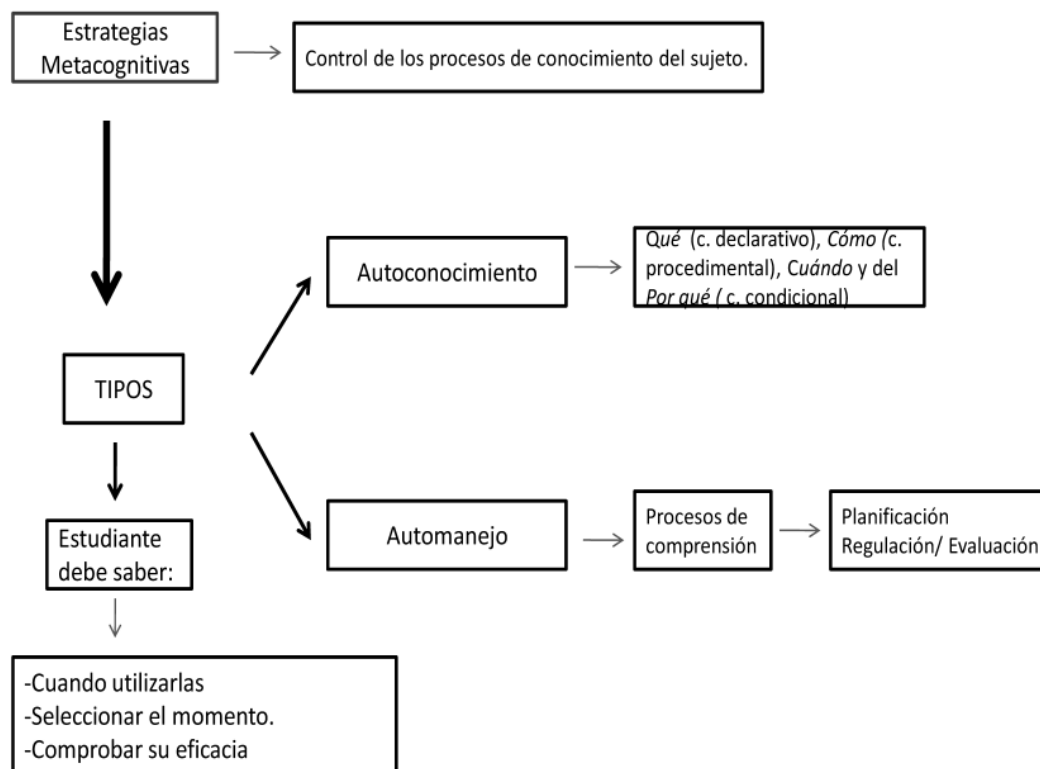 Estrategias
Metacognitivas
Control de los procesos de conocimiento del sujeto.
TIPOS
Autoconocimiento
Qué (c. declarativo), Cómo (c.
procedimental), Cuándo y del
Por qué ( c. condicional)
Automanejo
Procesos de
comprensión
Planificación
Regulación/ Evaluación
Estudiante
debe saber:
-Cuando utilizarlas
-Seleccionar el momento.
-Comprobar su eficacia